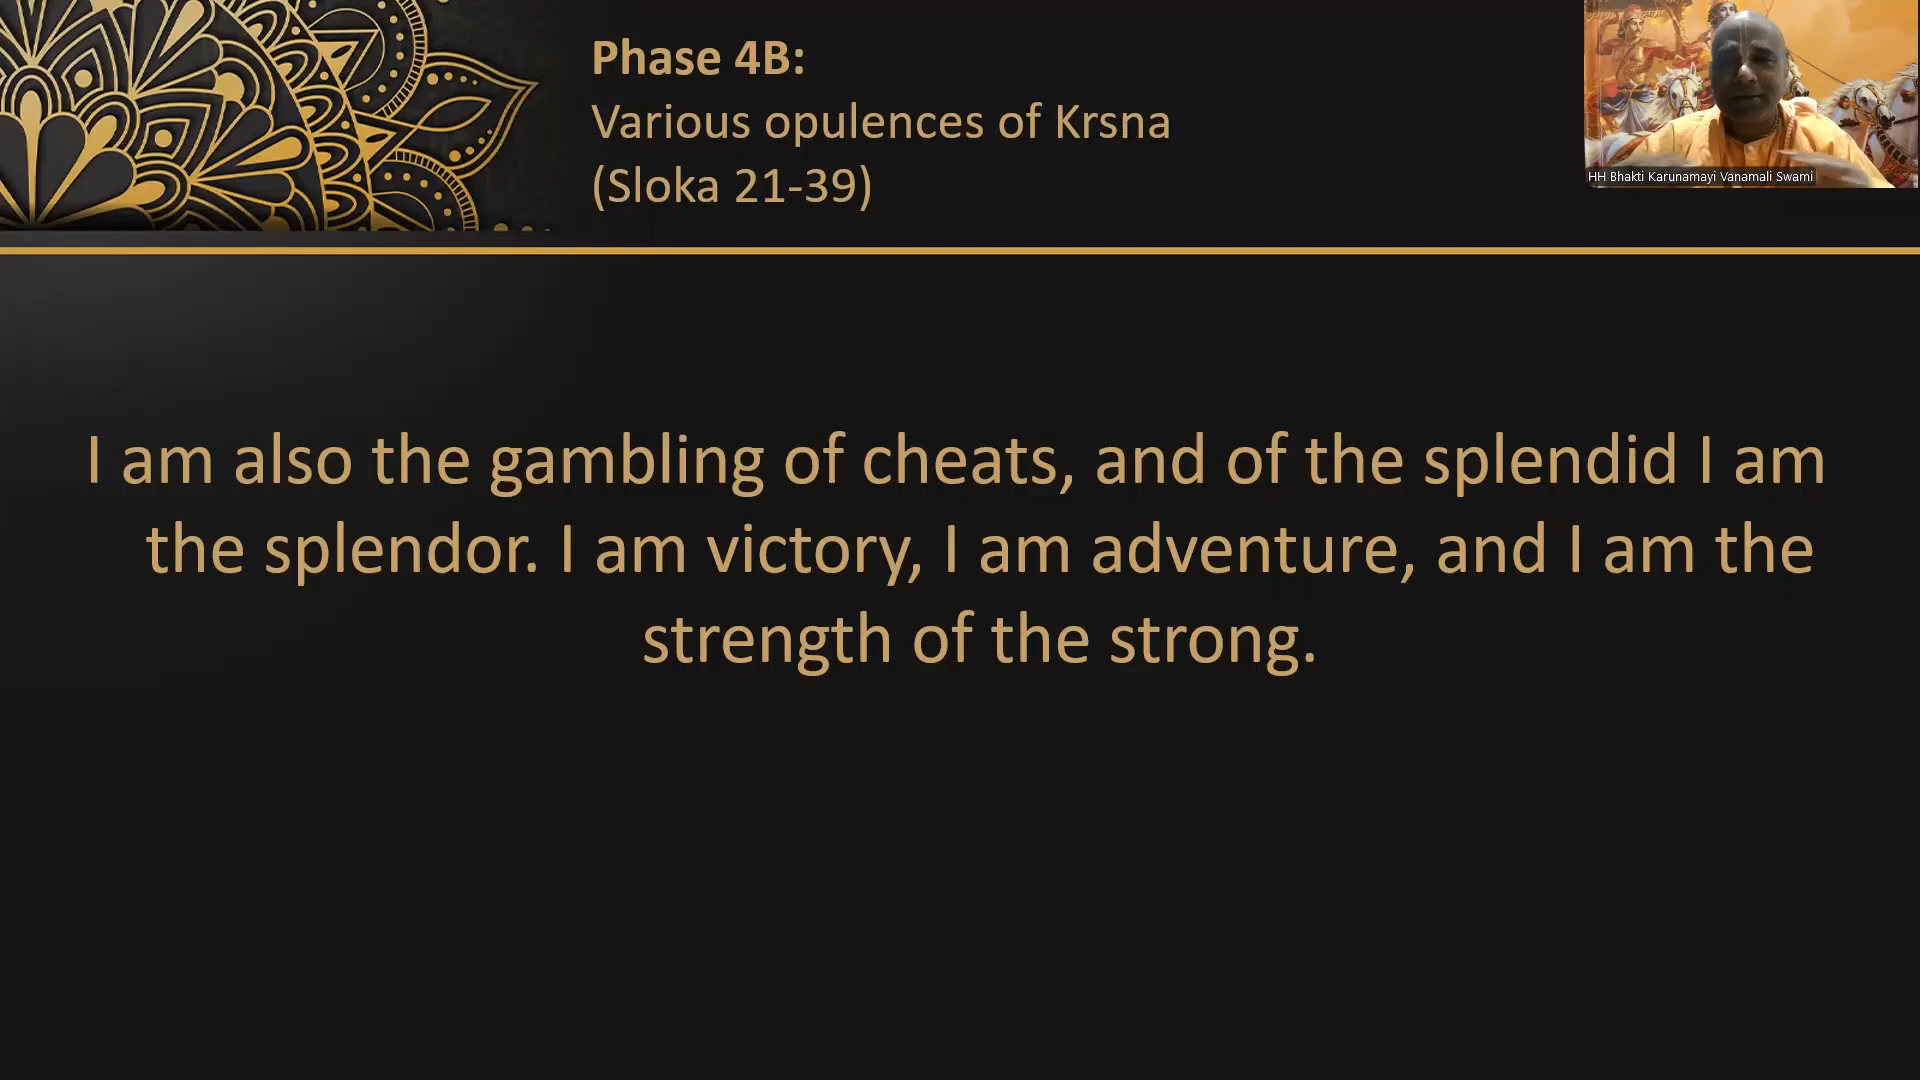 Phase 4B:
Various opulences of Krsna
(Sloka 21-39)
HH Bhakti Karunamayi Vanamali Swami
I am also the gambling of cheats, and of the splendid I am
the splendor. I am victory, I am adventure, and I am the
strength of the strong.